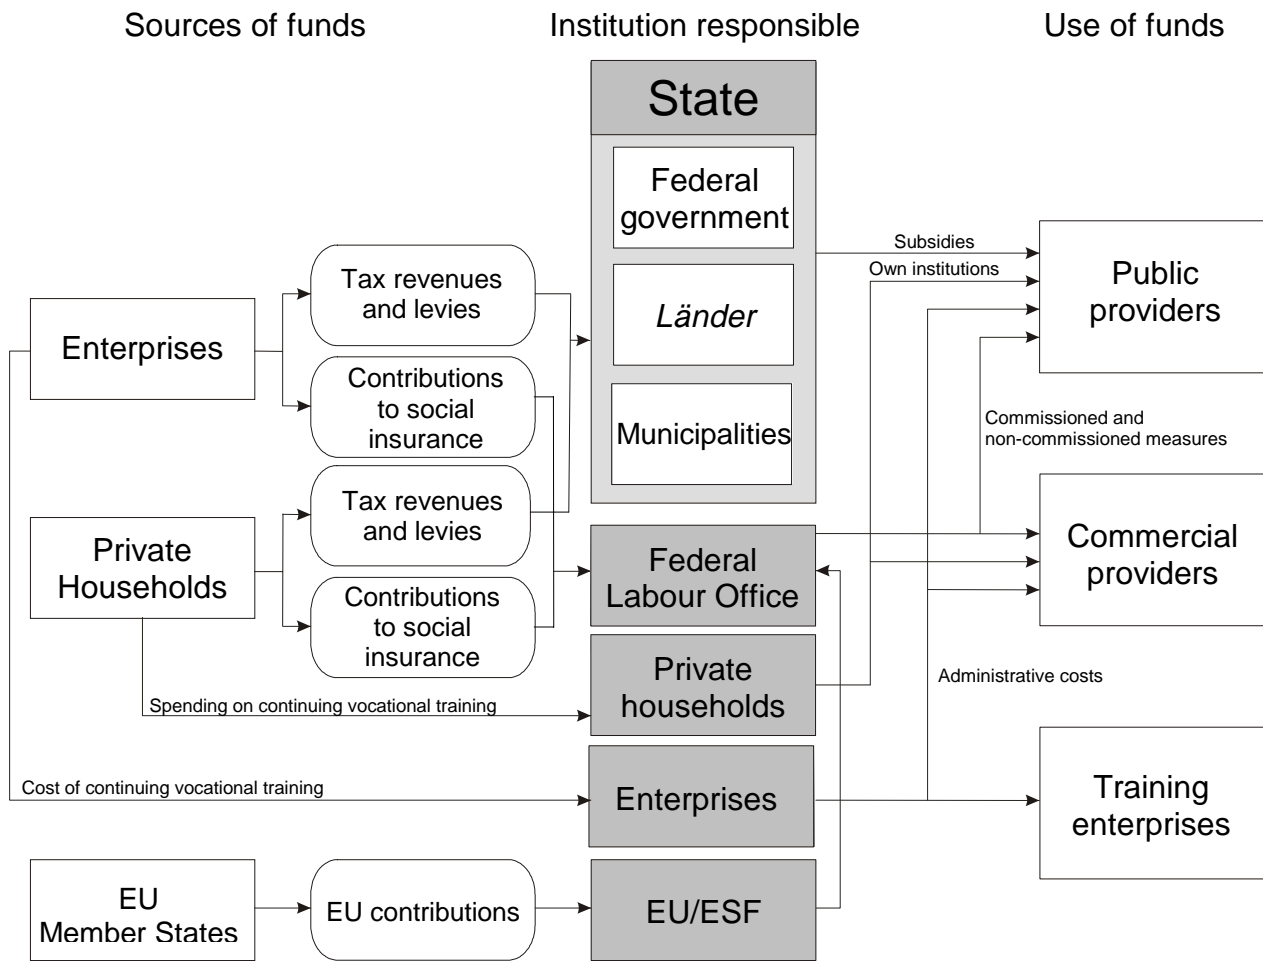 Sources of funds
Institution responsible
Use of funds
State
Federal
government
Länder
Municipalities
Enterprises
Tax revenues
and levies
Contributions
to social
insurance
Private
Households
Tax revenues
and levies
Contributions
to social
insurance
Federal
Labour Office
Private
households
Spending on continuing vocational training
Cost of continuing vocational training
Enterprises
EU
Member States
EU contributions
EU/ESF
Subsidies
Own institutions
Public
providers
Commissioned and
non-commissioned measures
Commercial
providers
Administrative costs
Training
enterprises